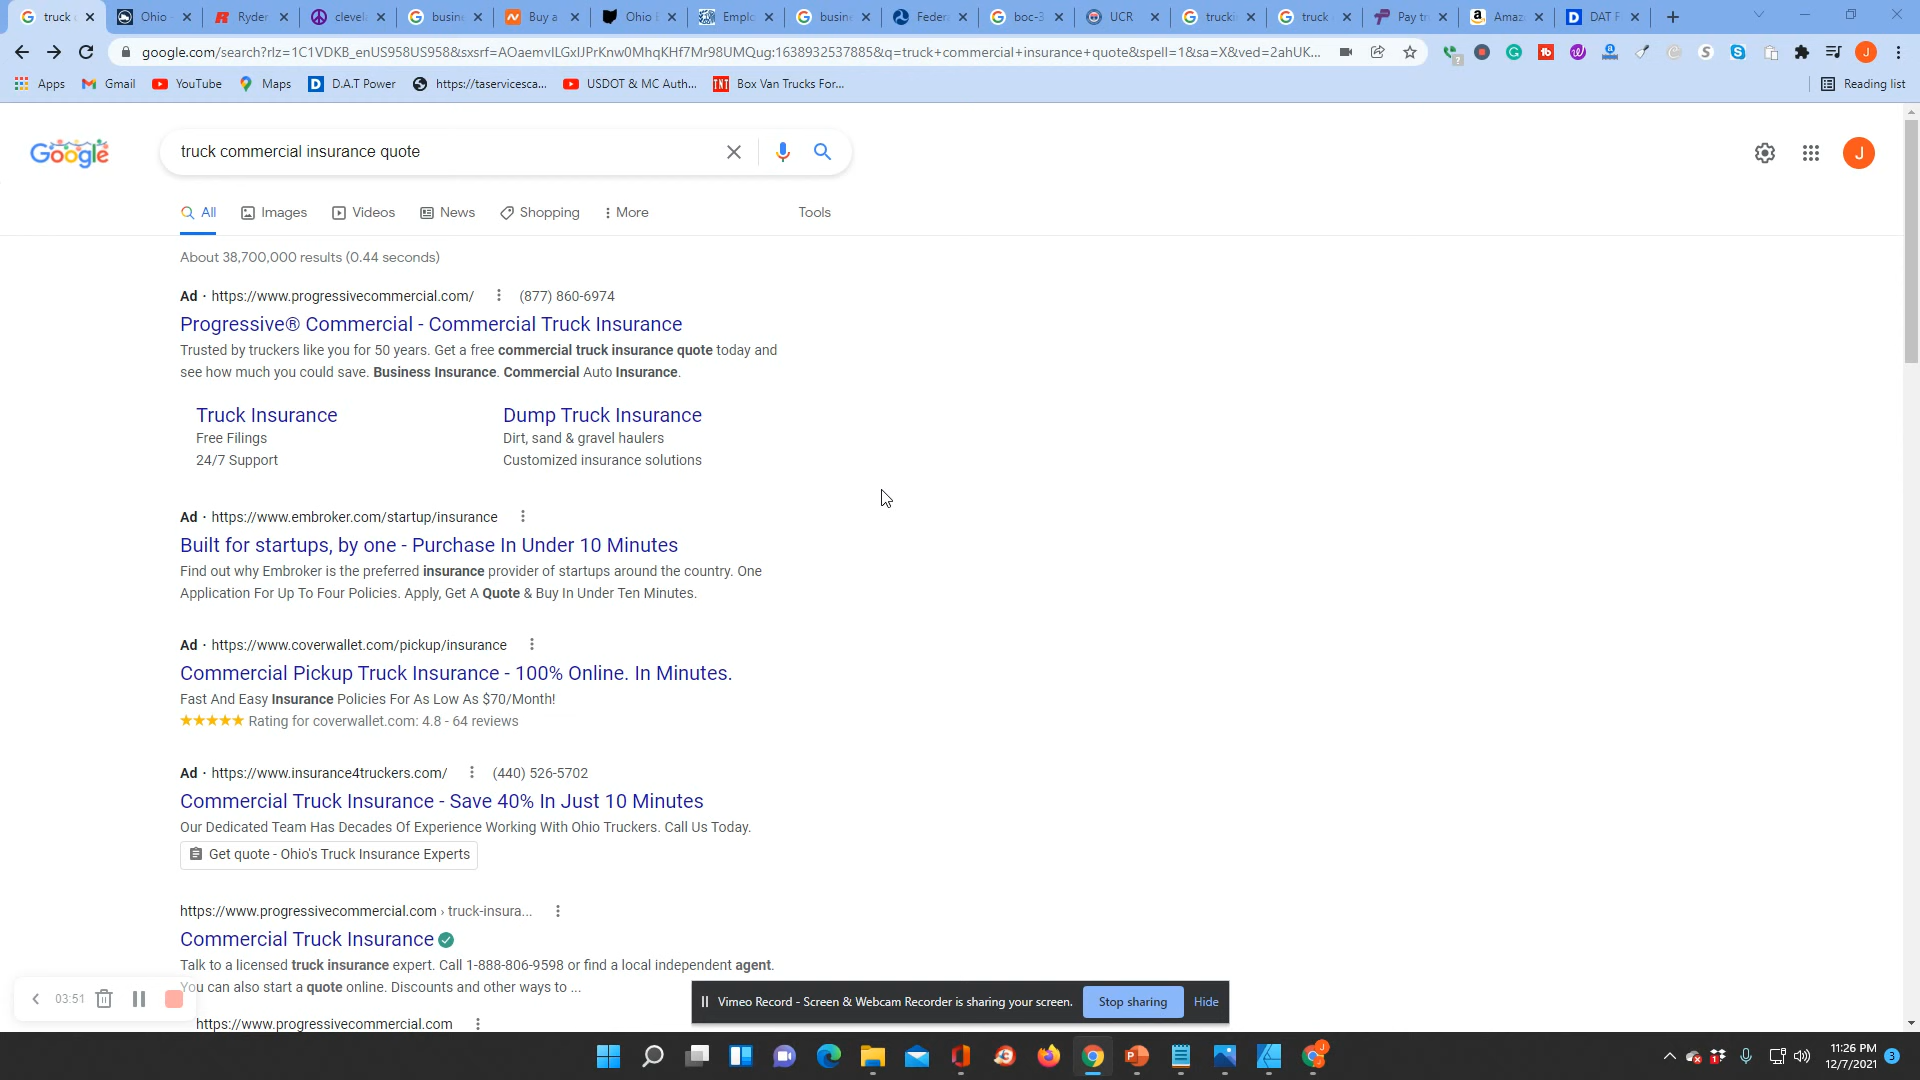 truck
Ohio
Ryder
cleve
busin
Buy a
Ohio
Emplo
busin
Feder
boc-3
UCR
truck
Pay tr
Amaz
DAT F
google.com/search?rlz=1C1VDKB_enUS958US958&sxsrf=AOaemvILGxIJPrKnw0MhqKHf7Mr98UMQug:1638932537885&q=truck+commercial+insurance+quote&spell=1&sa=X&ved=2ahUK...
Apps
Gmail
YouTube
Maps
D.A.T Power
https://taservicesca...
USDOT & MC Auth...
Box Van Trucks For...
Reading list
Google
truck commercial insurance quote
J
All
Images
Videos
News
Shopping
More
Tools
About 38,700,000 results (0.44 seconds)
Ad · https://www.progressivecommercial.com/ (877) 860-6974
Progressive® Commercial - Commercial Truck Insurance
Trusted by truckers like you for 50 years. Get a free commercial truck insurance quote today and
see how much you could save. Business Insurance. Commercial Auto Insurance.
Truck Insurance
Free Filings
24/7 Support
Dump Truck Insurance
Dirt, sand & gravel haulers
Customized insurance solutions
Ad · https://www.embroker.com/startup/insurance
Built for startups, by one - Purchase In Under 10 Minutes
Find out why Embroker is the preferred insurance provider of startups around the country. One
Application For Up To Four Policies. Apply, Get A Quote & Buy In Under Ten Minutes.
Ad · https://www.coverwallet.com/pickup/insurance
Commercial Pickup Truck Insurance - 100% Online. In Minutes.
Fast And Easy Insurance Policies For As Low As $70/Month!
Rating for coverwallet.com: 4.8 - 64 reviews
Ad · https://www.insurance4truckers.com/ (440) 526-5702
Commercial Truck Insurance - Save 40% In Just 10 Minutes
Our Dedicated Team Has Decades Of Experience Working With Ohio Truckers. Call Us Today.
Get quote - Ohio's Truck Insurance Experts
https://www.progressivecommercial.com › truck-insura...
Commercial Truck Insurance
Talk to a licensed truck insurance expert. Call 1-888-806-9598 or find a local independent agent.
You can also start a quote online. Discounts and other ways to ...
https://www.progressivecommercial.com
03:51
Vimeo Record - Screen & Webcam Recorder is sharing your screen.
Stop sharing
Hide
11:26 PM
12/7/2021
3